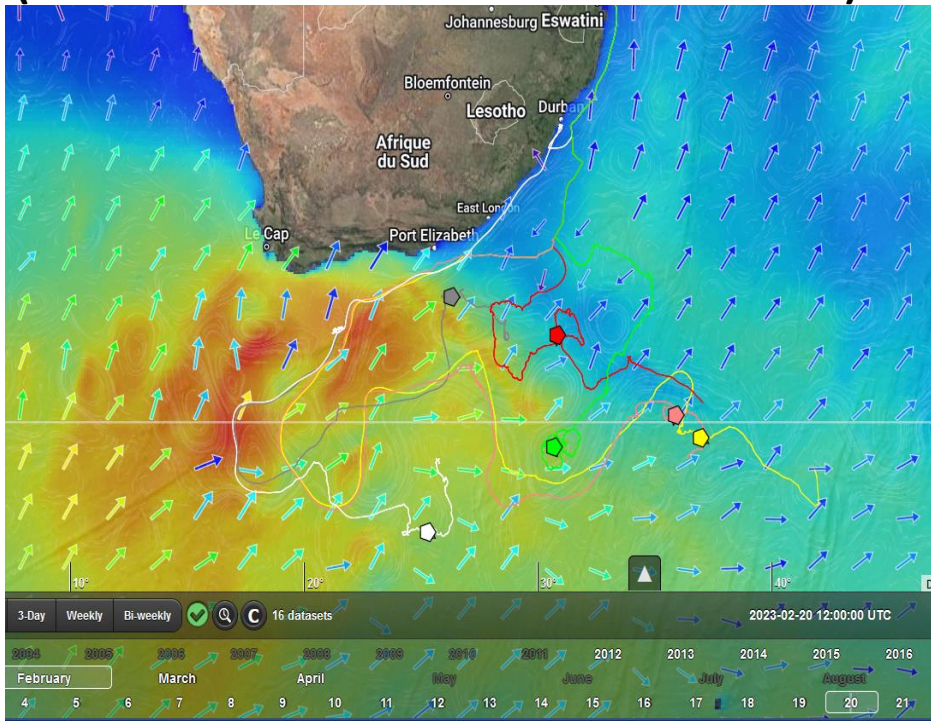 Johannesburg Eswatini
Bloemfontein
Lesotho Durban
Afrique
du Sud
East London
Le Cap Port Elizabeth
10° 20° 30° 40° D
3-Day Weekly Bi-weekly C 16 datasets 2023-02-20 12:00:00 UTC
2004 2005 2006 2007 2008 2009 2010 2011 2012 2013 2014 2015 2016
February March April May June July August
4 5 6 7 8 9 10 11 12 13 14 15 16 17 18 19 20 21